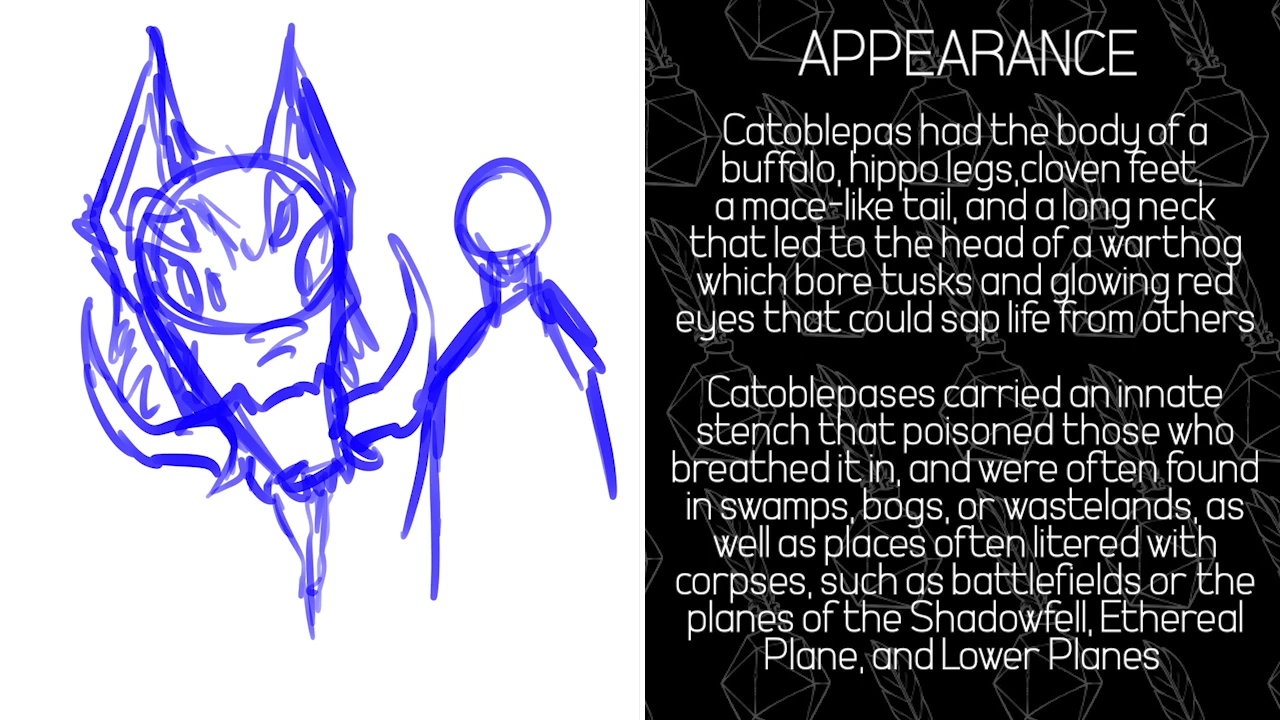 APPEARANCE
Catoblepas had the body of a
buffalo, hippo legs,cloven feet,
a mace-like tail, and a long neck
that led to the head of a warthog
which bore tusks and glowing red
eyes that could sap life from others
Catoblepases carried an innate
stench that poisoned those who
breathed it in, and were often found
in swamps, bogs, or wastelands, as
well as places often litered with
corpses, such as battlefields or the
planes of the Shadowfell, Ethereal
Plane, and Lower Planes